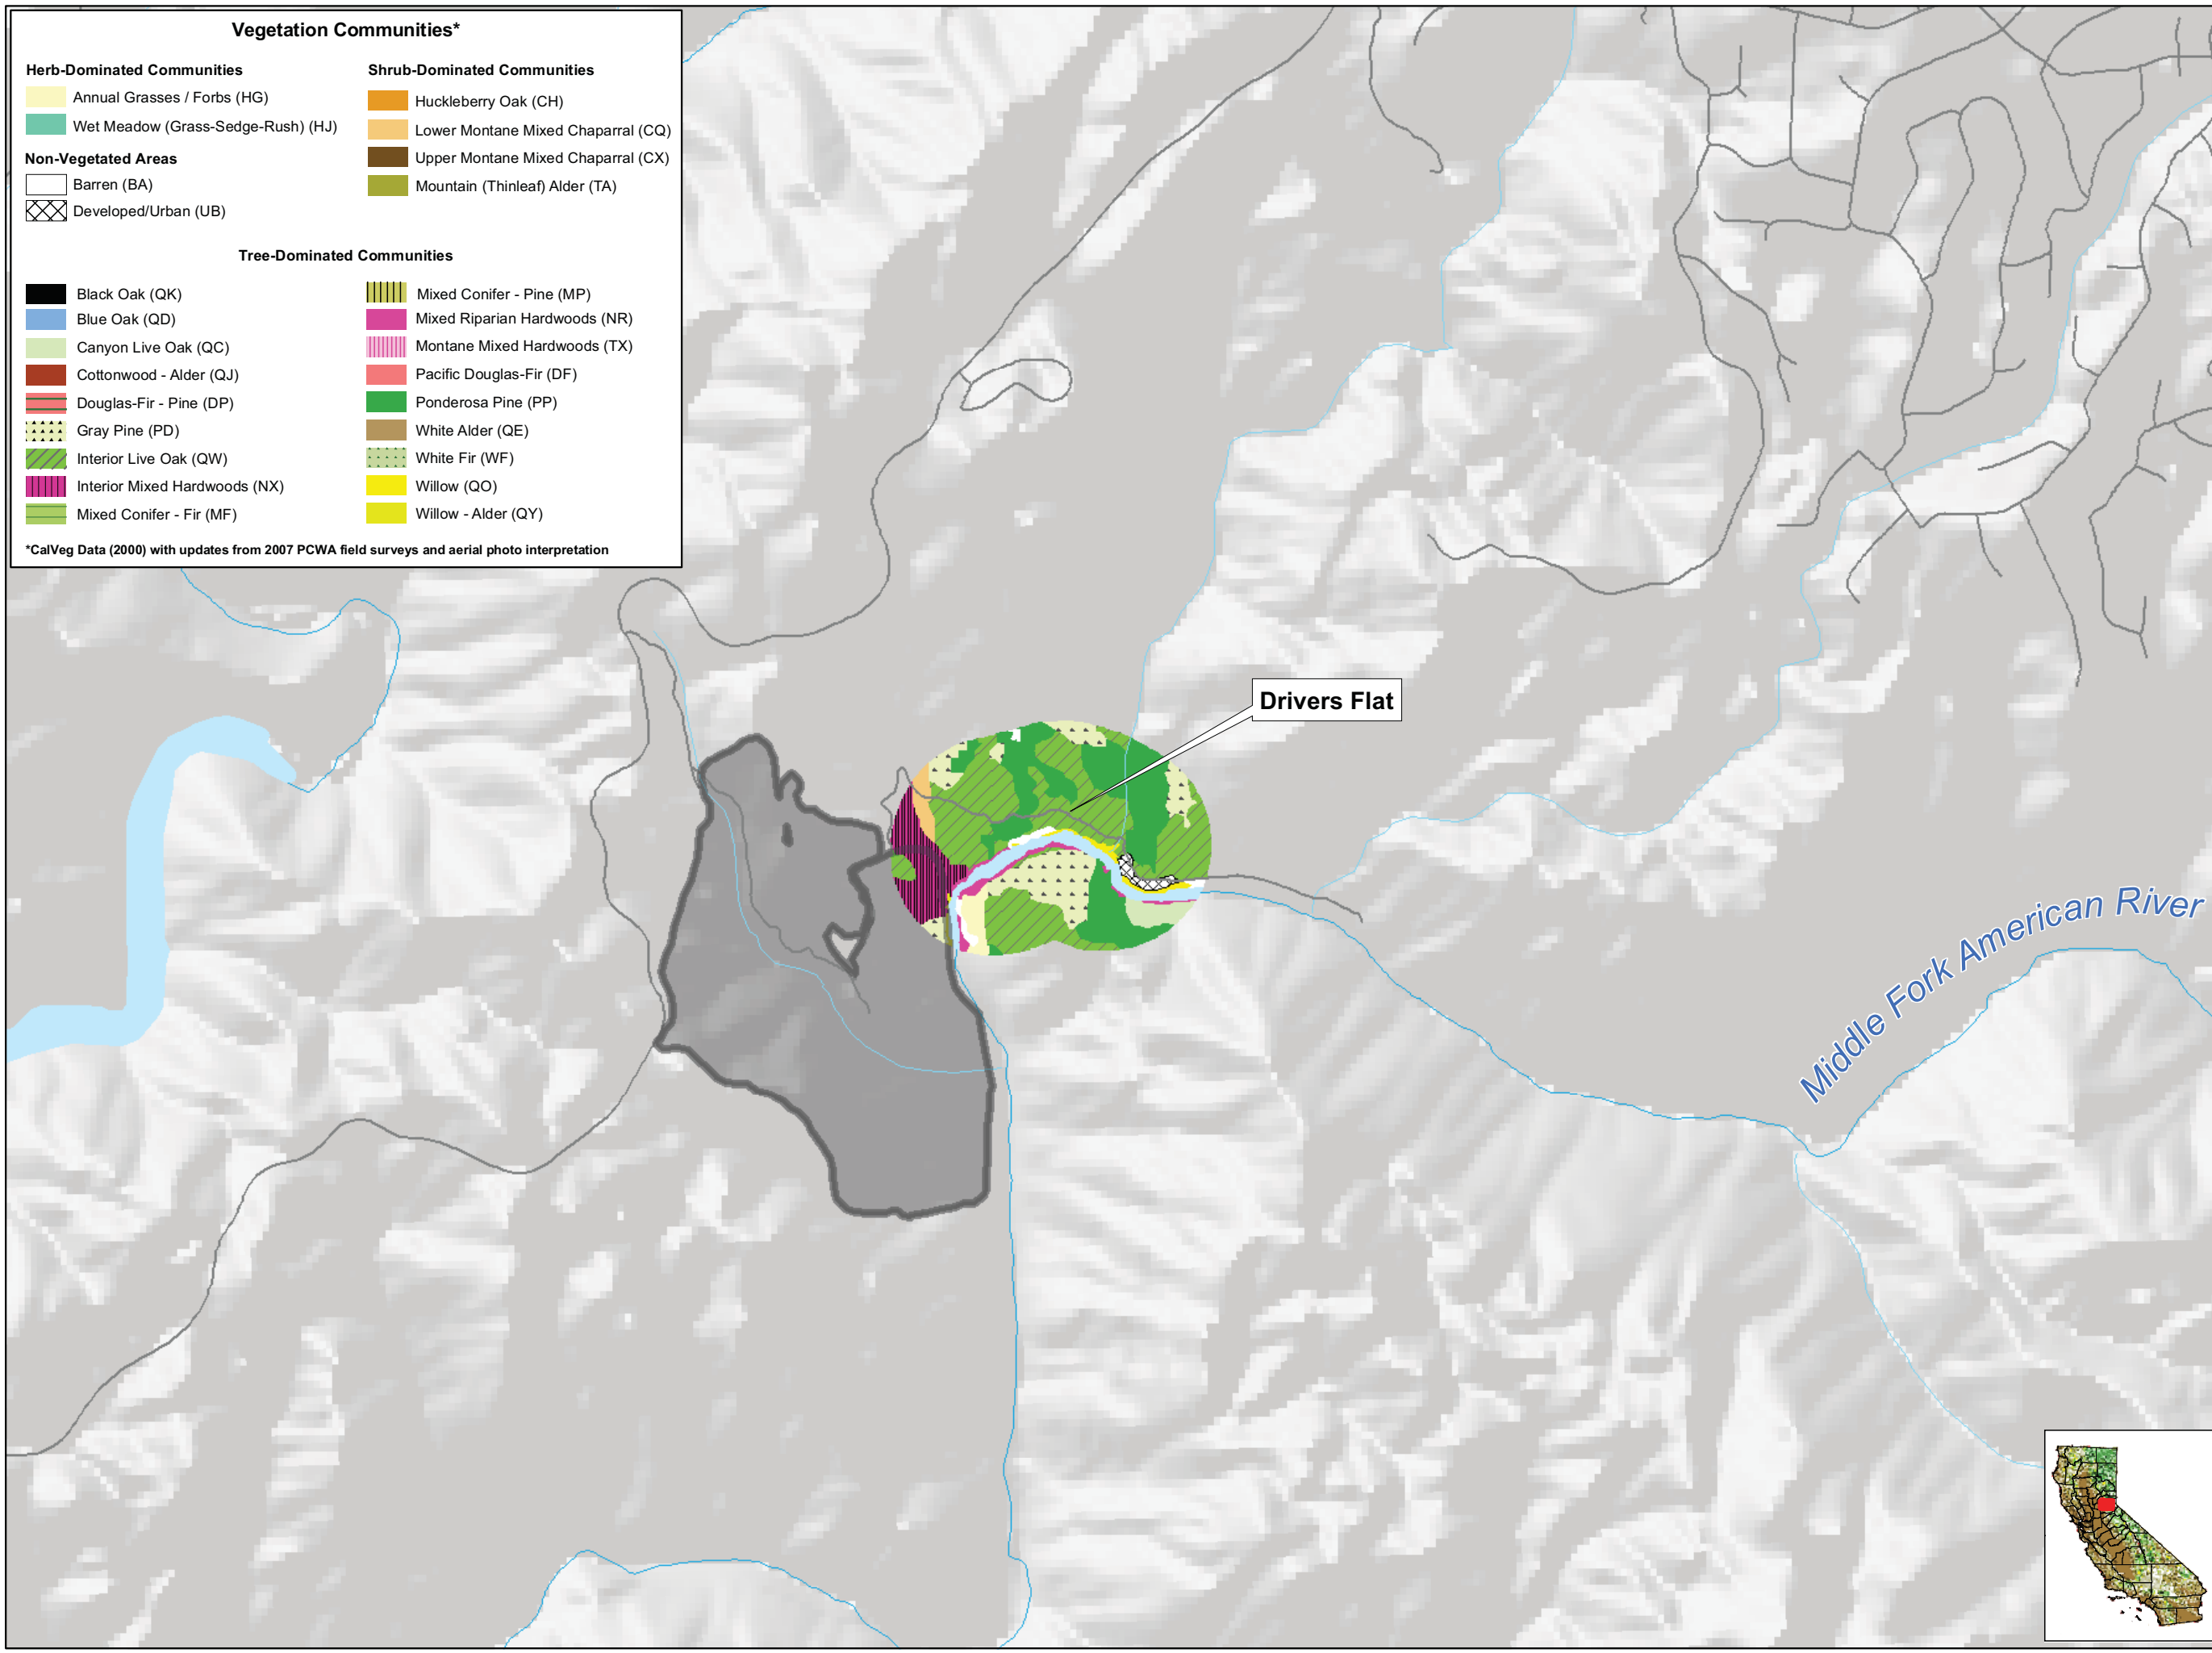 Vegetation Communities*
Herb-Dominated Communities
Annual Grasses / Forbs (HG)
Wet Meadow (Grass-Sedge-Rush) (HJ)
Non-Vegetated Areas
Barren (BA)
Developed/Urban (UB)
Shrub-Dominated Communities
Huckleberry Oak (CH)
Lower Montane Mixed Chaparral (CQ)
Upper Montane Mixed Chaparral (CX)
Mountain (Thinleaf) Alder (TA)
Tree-Dominated Communities
Black Oak (QK)
Blue Oak (QD)
Canyon Live Oak (QC)
Cottonwood - Alder (QJ)
Douglas-Fir - Pine (DP)
Gray Pine (PD)
Interior Live Oak (QW)
Interior Mixed Hardwoods (NX)
Mixed Conifer - Fir (MF)
Mixed Conifer - Pine (MP)
Mixed Riparian Hardwoods (NR)
Montane Mixed Hardwoods (TX)
Pacific Douglas-Fir (DF)
Ponderosa Pine (PP)
White Alder (QE)
White Fir (WF)
Willow (QO)
Willow - Alder (QY)
*CalVeg Data (2000) with updates from 2007 PCWA field surveys and aerial photo interpretation
Drivers Flat
Middle Fork American River